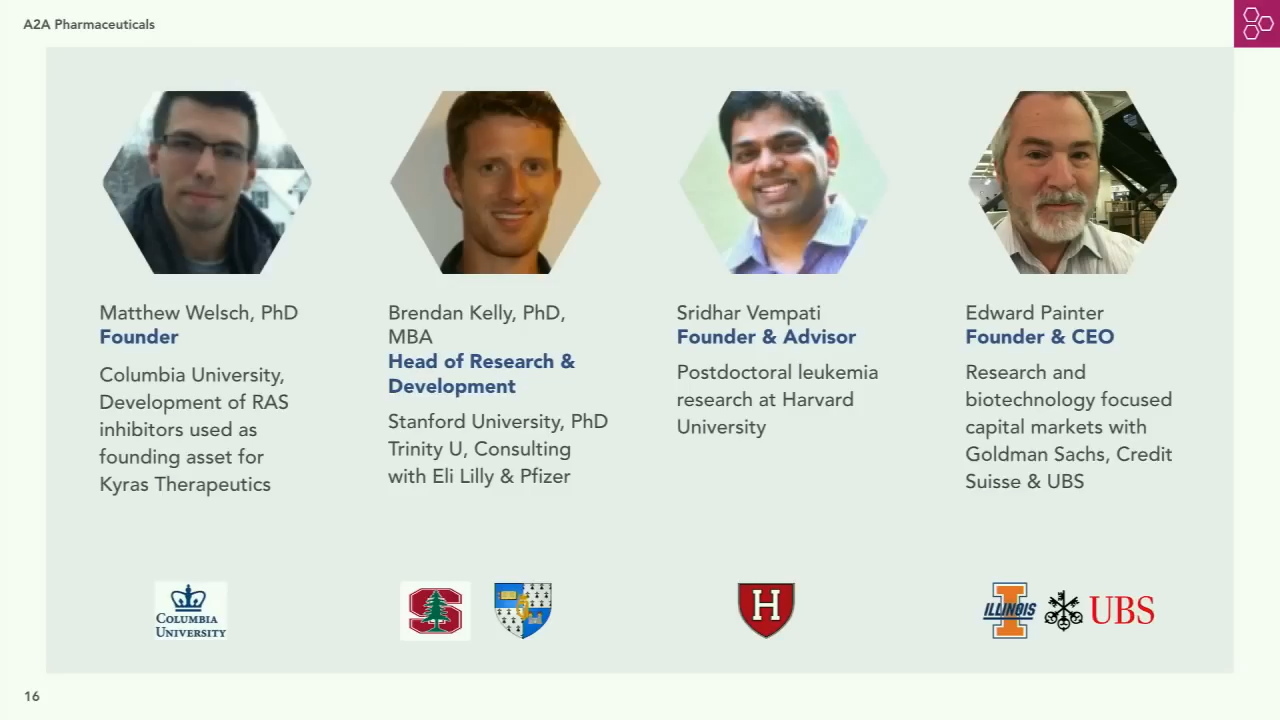 A2A Pharmaceuticals
Matthew Welsch, PhD
Founder
Columbia University,
Development of RAS
inhibitors used as
founding asset for
Kyras Therapeutics
Brendan Kelly, PhD,
MBA
Head of Research &
Development
Stanford University, PhD
Trinity U, Consulting
with Eli Lilly & Pfizer
Sridhar Vempati
Founder & Advisor
Postdoctoral leukemia
research at Harvard
University
Edward Painter
Founder & CEO
Research and
biotechnology focused
capital markets with
Goldman Sachs, Credit
Suisse & UBS
COLUMBIA
UNIVERSITY
S
H
I
ILLINOIS
UBS
16